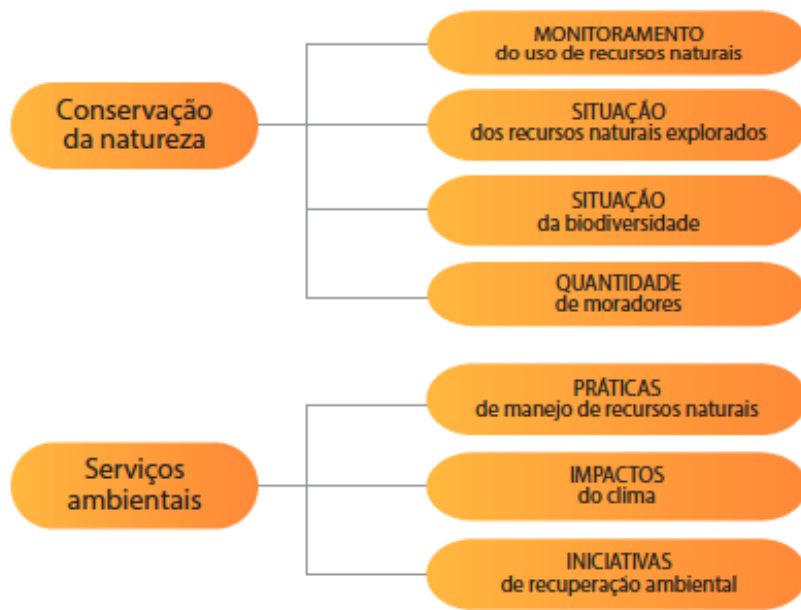 Conservação
da natureza
MONITORAMENTO
do uso de recursos naturais
SITUAÇÃO
dos recursos naturais explorados
SITUAÇÃO
da biodiversidade
QUANTIDADE
de moradores
Serviços
ambientais
PRÁTICAS
de manejo de recursos naturais
IMPACTOS
do clima
INICIATIVAS
de recuperação ambiental